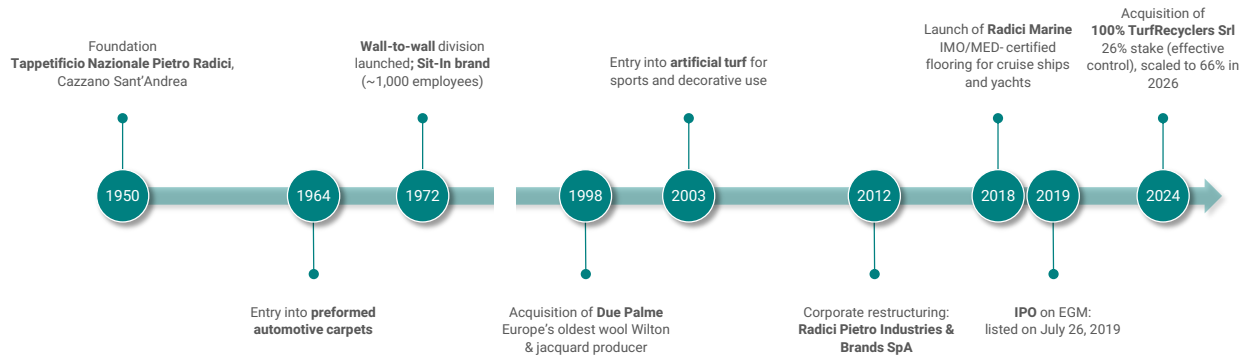 Foundation
Tappetificio Nazionale Pietro Radici,
Cazzano Sant'Andrea
1950
1964
Entry into preformed
automotive carpets
Wall-to-wall division
launched; Sit-In brand
(~1,000 employees)
1972
1998
Acquisition of Due Palme
Europe's oldest wool Wilton
& jacquard producer
Entry into artificial turf for
sports and decorative use
2003
2012
Corporate restructuring:
Radici Pietro Industries &
Brands SpA
Launch of Radici Marine
IMO/MED- certified
flooring for cruise ships
and yachts
2018
2019
IPO on EGM:
listed on July 26, 2019
Acquisition of
100% TurfRecyclers Srl
26% stake (effective
control), scaled to 66% in
2026
2024